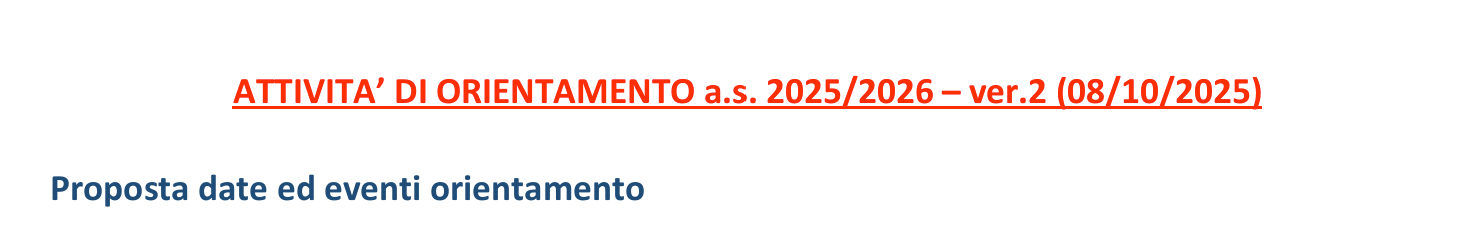 ATTIVITA’ DI ORIENTAMENTO a.s. 2025/2026 – ver.2 (08/10/2025)
Proposta date ed eventi orientamento